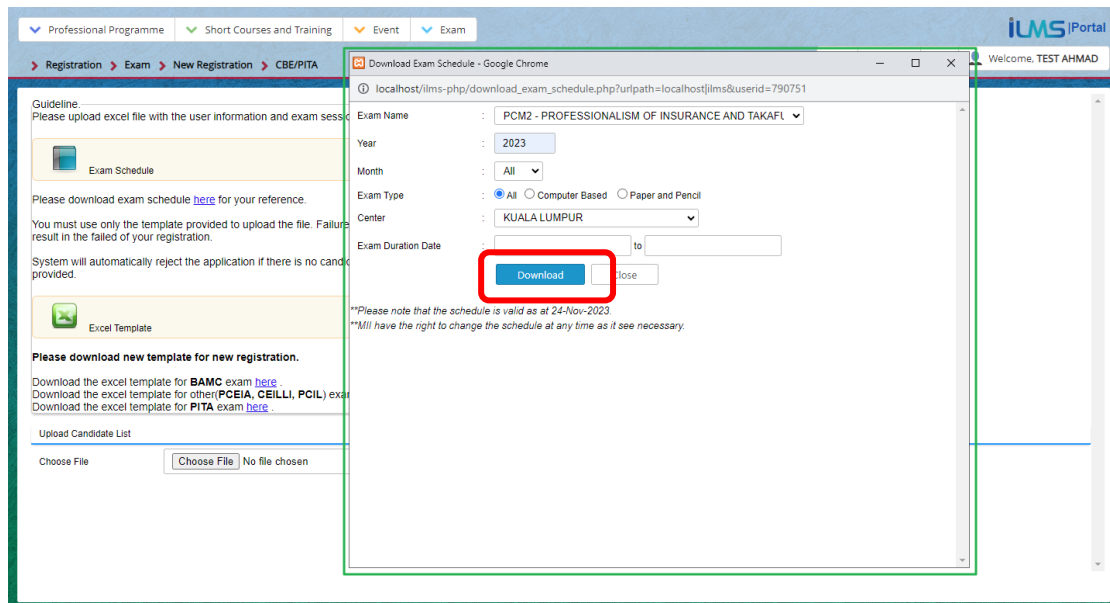 Professional Programme Short Courses and Training Event Exam
iLMS |Portal
Registration Exam New Registration CBE/PITA
Welcome, TEST AHMAD
Guideline.
Please upload excel file with the user information and exam sess
Exam Schedule
Please download exam schedule here for your reference.
You must use only the template provided to upload the file. Failure
result in the failed of your registration.
System will automatically reject the application if there is no candi
provided.
Excel Template
Please download new template for new registration.
Download the excel template for BAMC exam here .
Download the excel template for other(PCEIA, CEILLI, PCIL) exa
Download the excel template for PITA exam here .
Upload Candidate List
Choose File Choose File No file chosen
Download Exam Schedule - Google Chrome
localhost/ilms-php/download_exam_schedule.php?urlpath=localhost|ilms&userid=790751
Exam Name : PCM2 - PROFESSIONALISM OF INSURANCE AND TAKAFU
Year : 2023
Month : All
Exam Type : All Computer Based Paper and Pencil
Center : KUALA LUMPUR
Exam Duration Date : to
Download Close
**Please note that the schedule is valid as at 24-Nov-2023.
**MII have the right to change the schedule at any time as it see necessary.